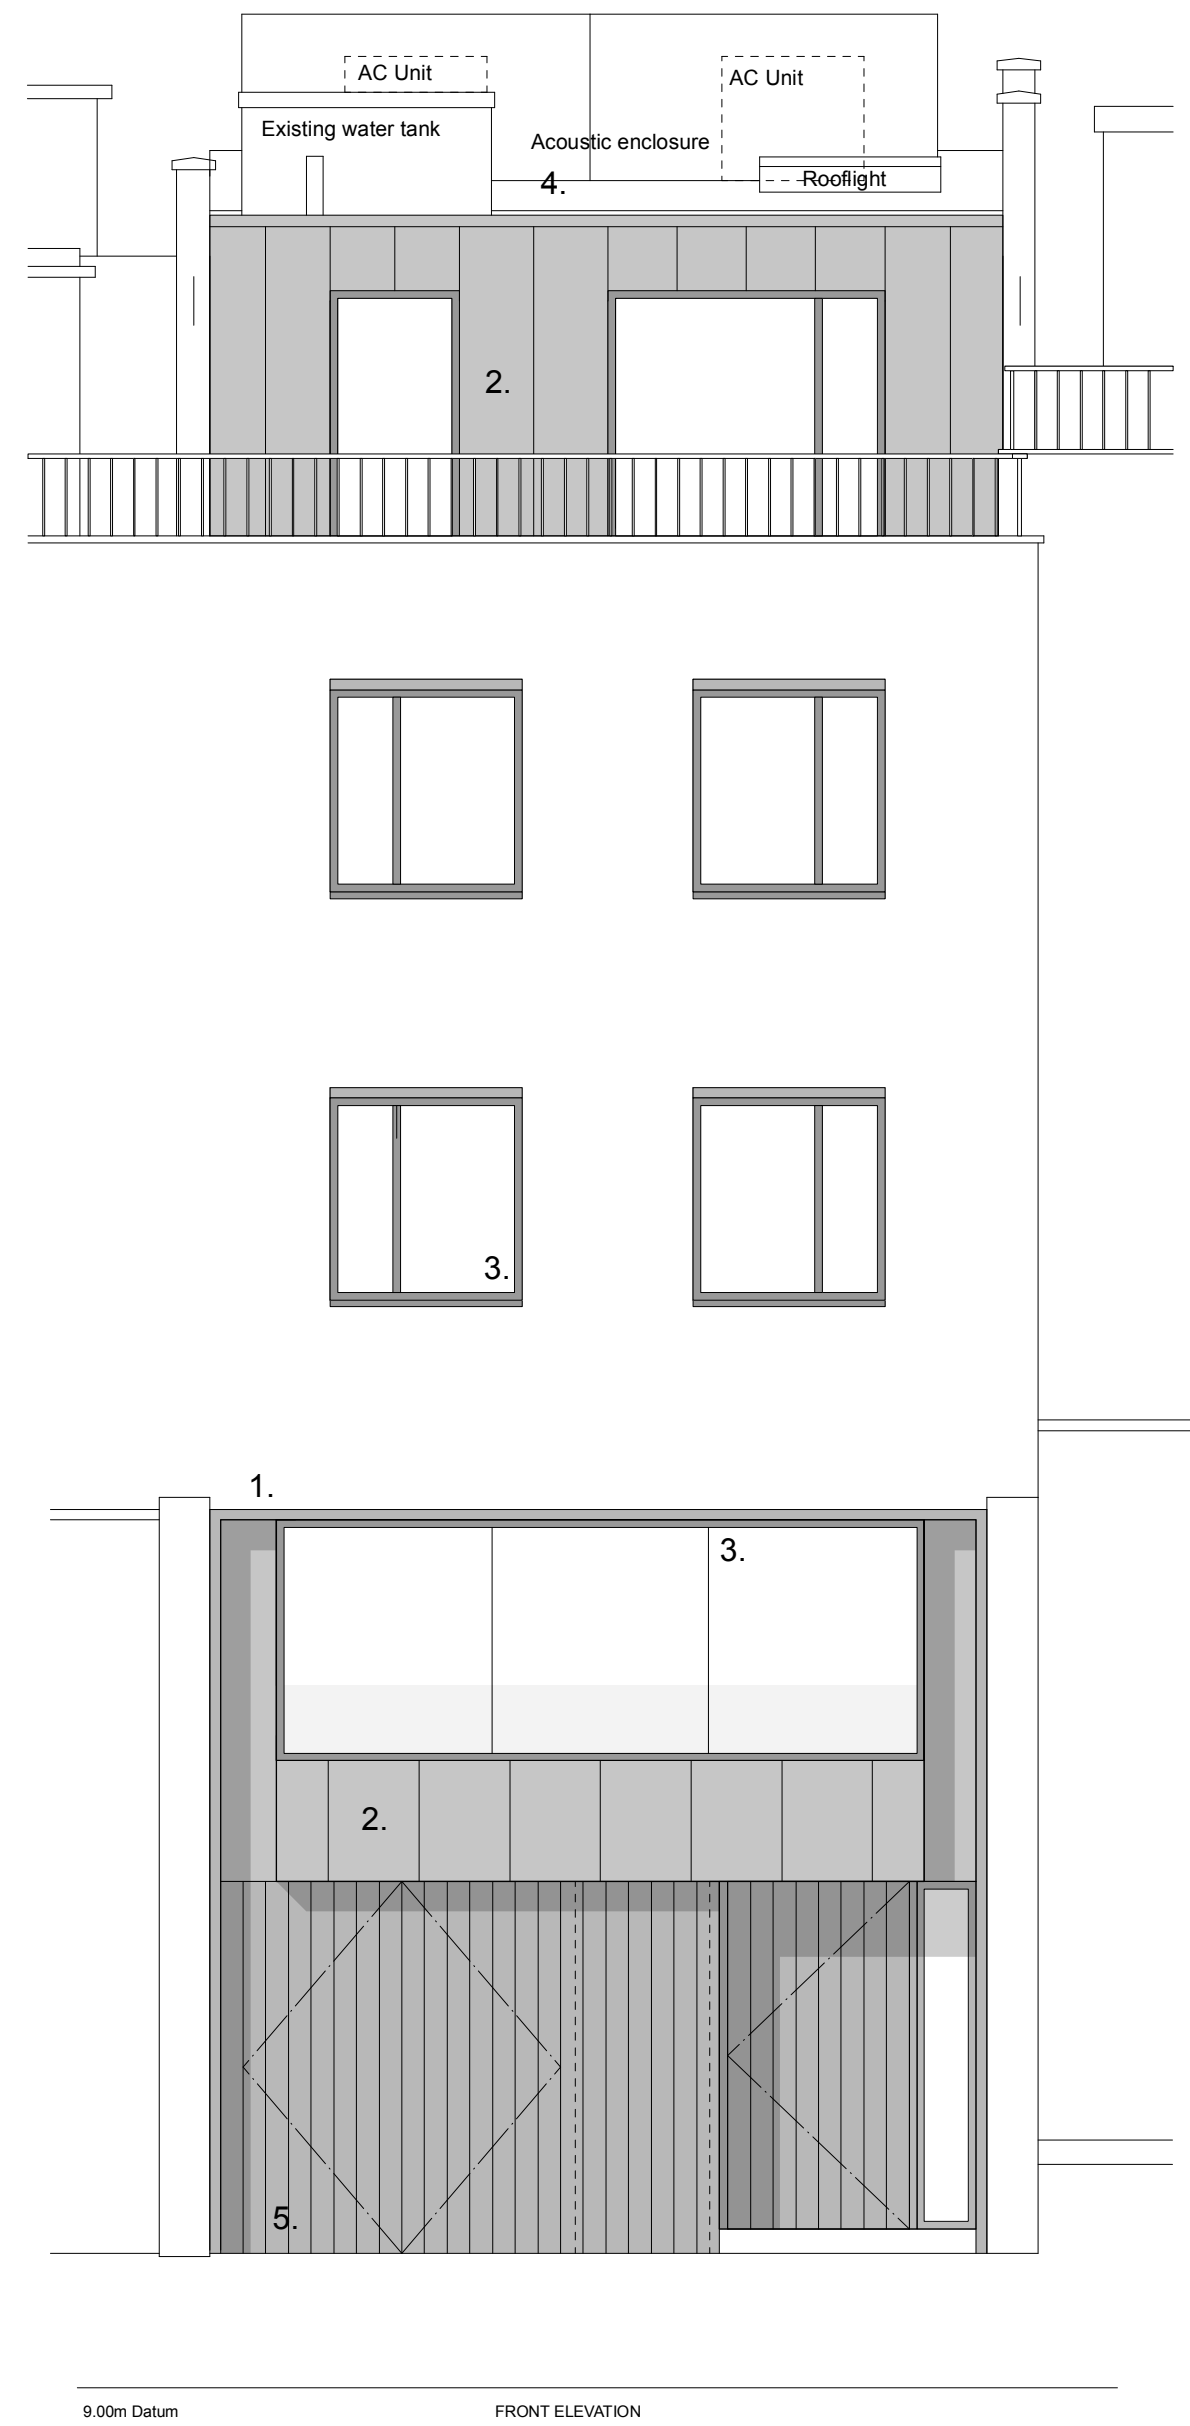 AC Unit
AC Unit
Existing water tank
Acoustic enclosure
4.
Rooflight
2.
3.
1.
3.
2.
5.
9.00m Datum
FRONT ELEVATION